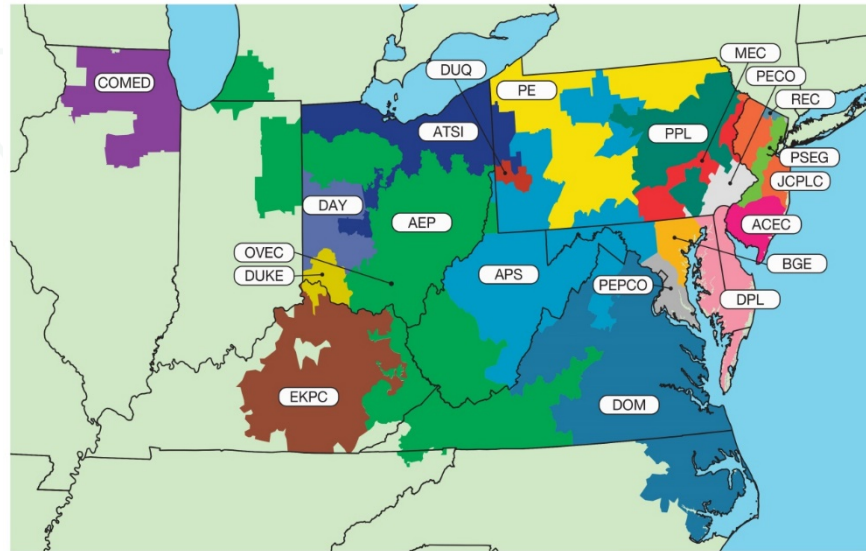 MEC
COMED
DUQ
PE
PECO
REC
ATSI
PPL
PSEG
JCPLC
DAY
AEP
ACEC
OVEC
DUKE
APS
PEPCO
BGE
DPL
EKPC
DOM